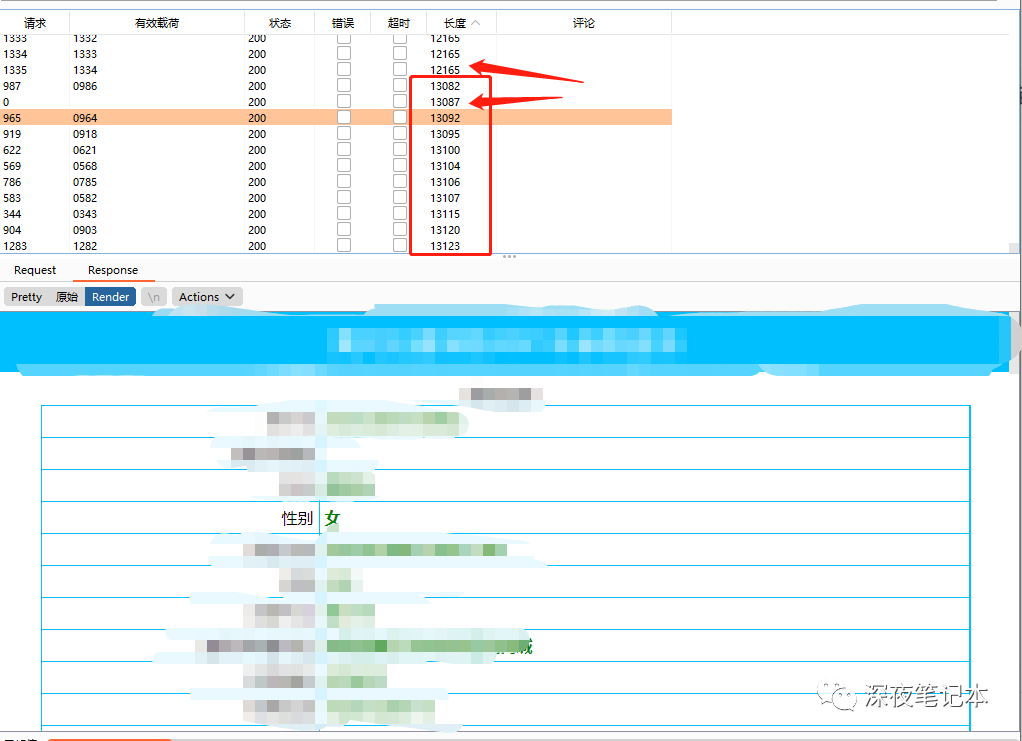 请求 有效载荷 状态 错误 超时 长度 评论
1333 1332 200 12165
1334 1333 200 12165
1335 1334 200 12165
987 0986 200 13082
0 200 13087
965 0964 200 13092
919 0918 200 13095
622 0621 200 13100
569 0568 200 13104
786 0785 200 13106
583 0582 200 13107
344 0343 200 13115
904 0903 200 13120
1283 1282 200 13123
Request Response
Pretty 原始 Render \n Actions
性别 女
城
深夜笔记本